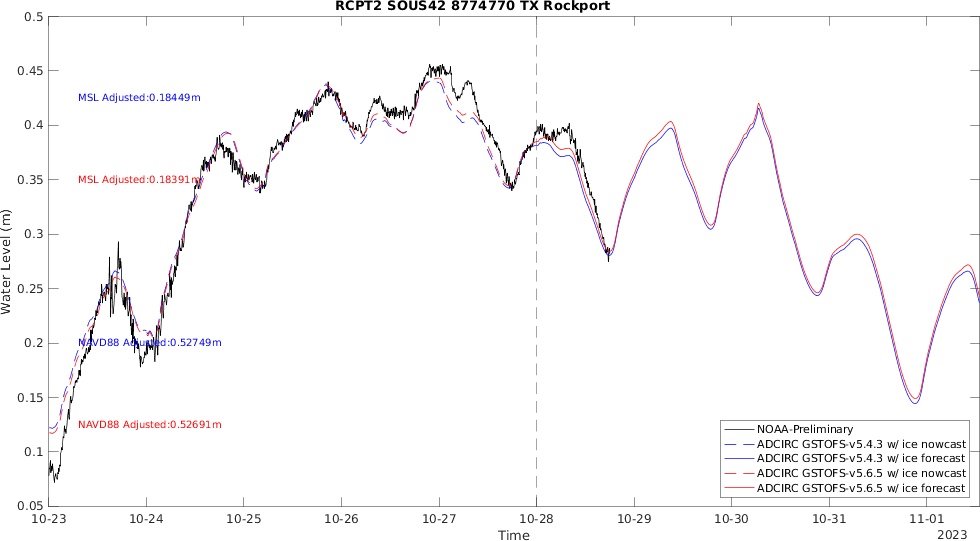 RCPT2 SOUS42 8774770 TX Rockport
0.5
0.45
0.4
0.35
0.3
0.25
0.2
0.15
0.1
0.05
Water Level (m)
MSL Adjusted:0.18449m
MSL Adjusted:0.18391m
NAVD88 Adjusted:0.52749m
NAVD88 Adjusted:0.52691m
NOAA-Preliminary
ADCIRC GSTOFS-v5.4.3 w/ ice nowcast
ADCIRC GSTOFS-v5.4.3 w/ ice forecast
ADCIRC GSTOFS-v5.6.5 w/ ice nowcast
ADCIRC GSTOFS-v5.6.5 w/ ice forecast
10-23 10-24 10-25 10-26 10-27 10-28 10-29 10-30 10-31 11-01
Time
2023